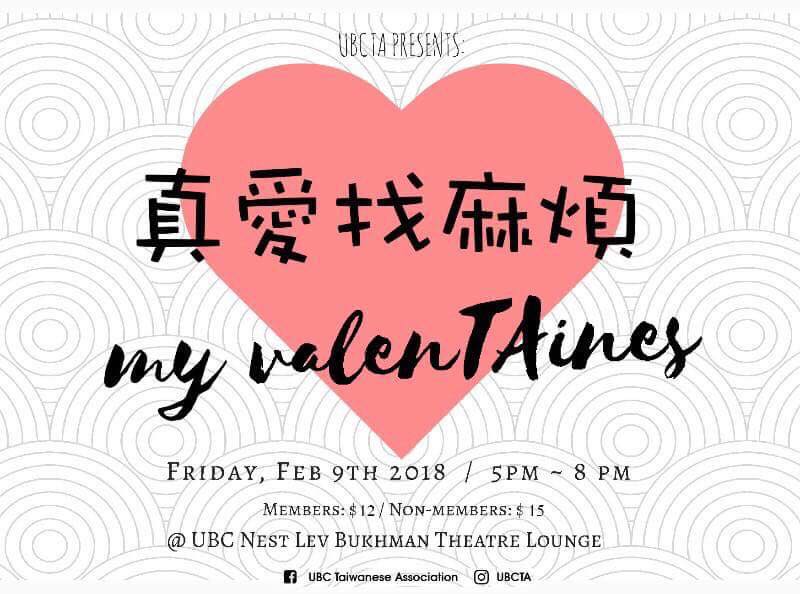 UBCTA PRESENTS:
真愛找麻煩
my valenTAines
FRIDAY, FEB 9TH 2018 / 5PM ~ 8 PM
MEMBERS: $12 / NON-MEMBERS: $ 15
@ UBC NEST LEV BUKHMAN THEATRE LOUNGE
UBC Taiwanese Association UBCTA